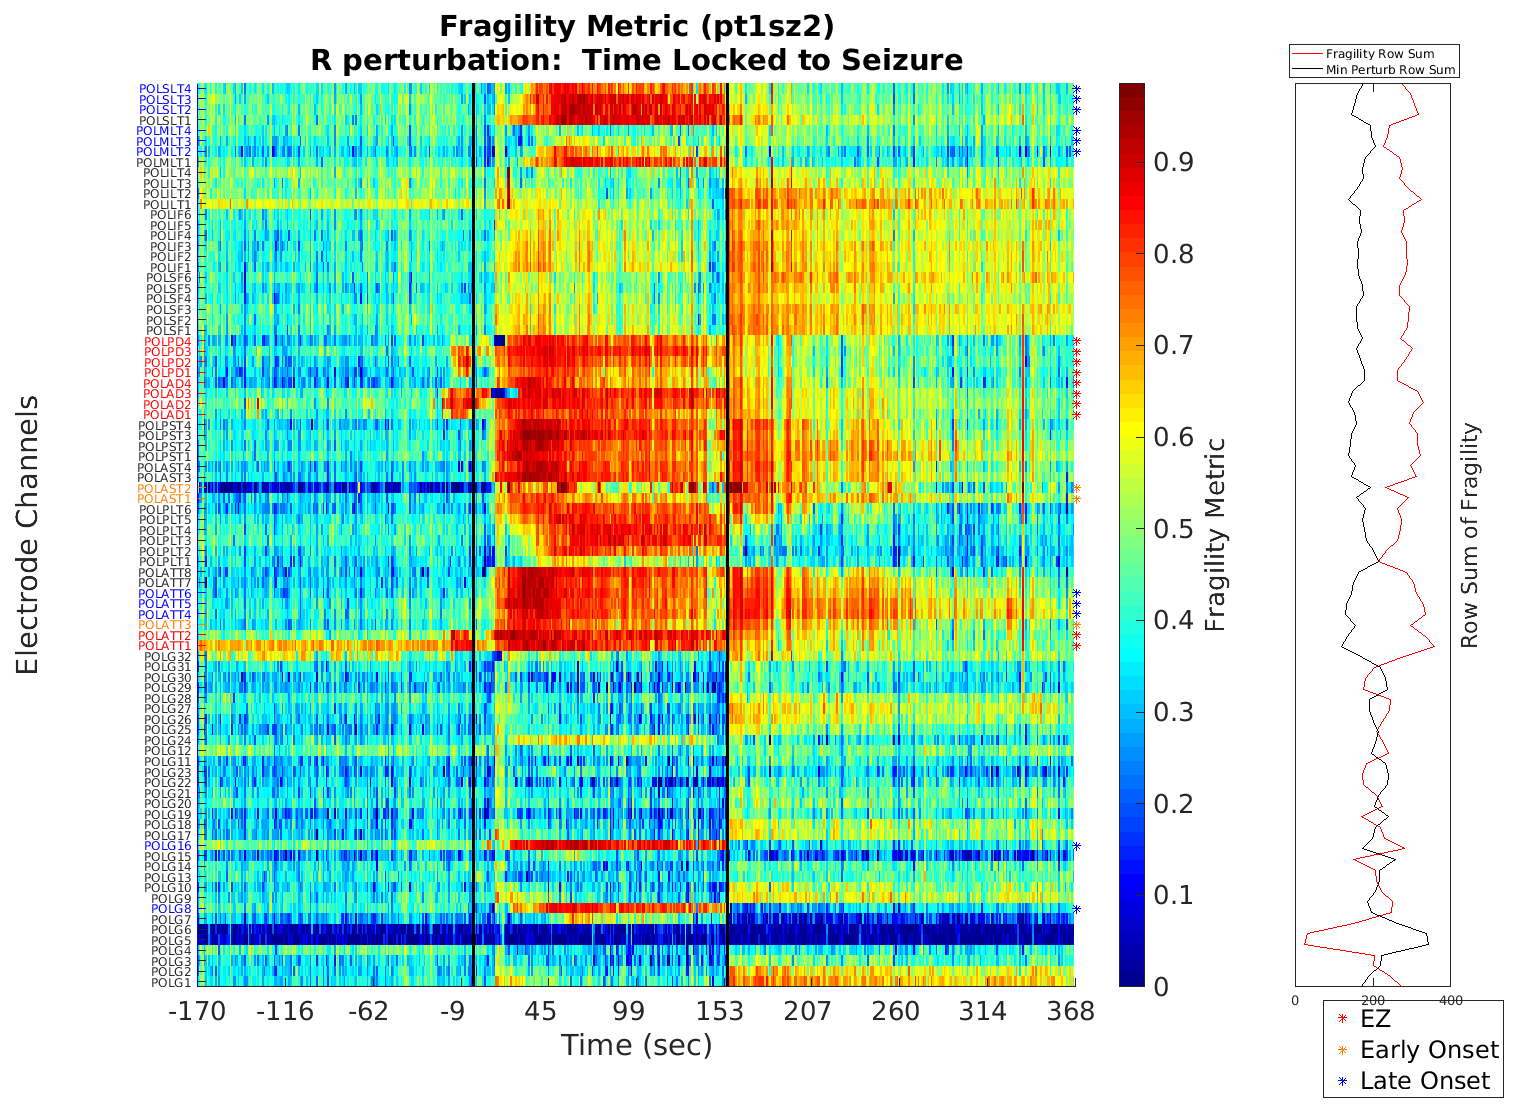 Fragility Metric (pt1sz2)
R perturbation:  Time Locked to Seizure
Fragility Row Sum
Min Perturb Row Sum
Electrode Channels
POLSLT4
POLSLT3
POLSLT2
POLSLT1
POLMLT4
POLMLT3
POLMLT2
POLMLT1
POLILT4
POLILT3
POLILT2
POLILT1
POLIF6
POLIF5
POLIF4
POLIF3
POLIF2
POLIF1
POLSF6
POLSF5
POLSF4
POLSF3
POLSF2
POLSF1
POLPD4
POLPD3
POLPD2
POLPD1
POLAD4
POLAD3
POLAD2
POLAD1
POLPST4
POLPST3
POLPST2
POLPST1
POLAST4
POLAST3
POLAST2
POLAST1
POLPLT6
POLPLT5
POLPLT4
POLPLT3
POLPLT2
POLPLT1
POLATT8
POLATT7
POLATT6
POLATT5
POLATT4
POLATT3
POLATT2
POLATT1
POLG32
POLG31
POLG30
POLG29
POLG28
POLG27
POLG26
POLG25
POLG24
POLG12
POLG11
POLG23
POLG22
POLG21
POLG20
POLG19
POLG18
POLG17
POLG16
POLG15
POLG14
POLG13
POLG10
POLG9
POLG8
POLG7
POLG6
POLG5
POLG4
POLG3
POLG2
POLG1
-170 -116 -62 -9 45 99 153 207 260 314 368
Time (sec)
0.9
0.8
0.7
0.6
0.5
0.4
0.3
0.2
0.1
0
Fragility Metric
Row Sum of Fragility
0 200 400
EZ
Early Onset
Late Onset